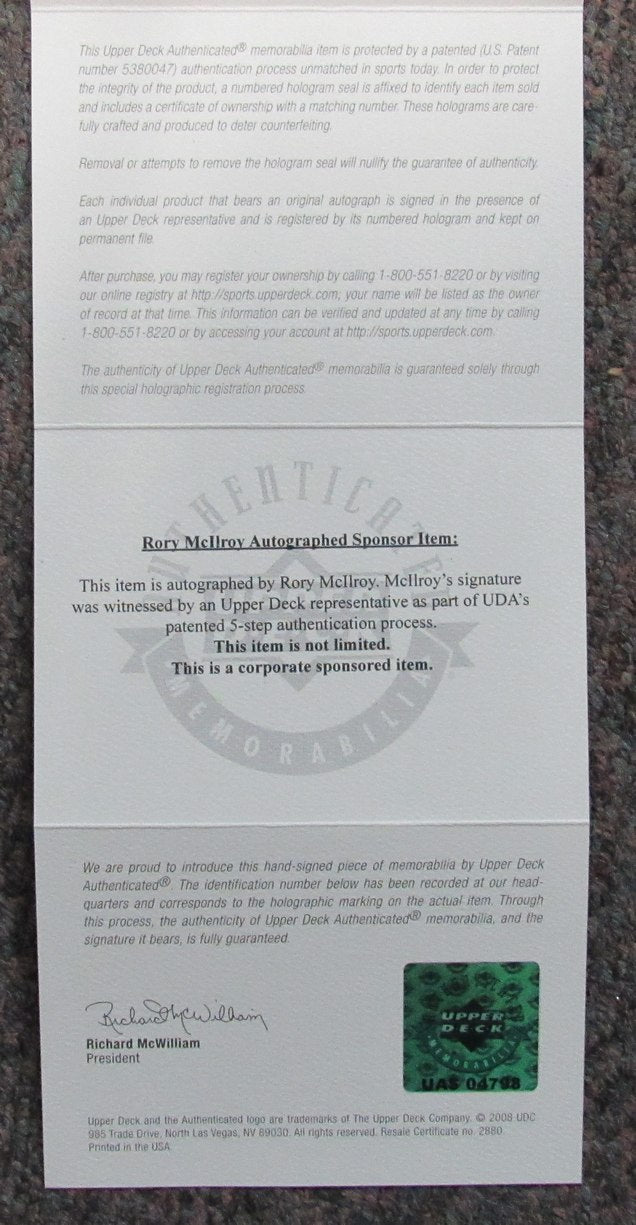 This Upper Deck Authenticated® memorabilia item is protected by a patented (U.S. Patent
number 5380047) authentication process unmatched in sports today. In order to protect
the integrity of the product, a numbered hologram seal is affixed to identify each item sold
and includes a certificate of ownership with a matching number. These holograms are care-
fully crafted and produced to deter counterfeiting.
Removal or attempts to remove the hologram seal will nullify the guarantee of authenticity.
Each individual product that bears an original autograph is signed in the presence of
an Upper Deck representative and is registered by its numbered hologram and kept on
permanent file.
After purchase, you may register your ownership by calling 1-800-551-8220 or by visiting
our online registry at http://sports.upperdeck.com; your name will be listed as the owner
of record at that time. This information can be verified and updated at any time by calling
1-800-551-8220 or by accessing your account at http://sports.upperdeck.com.
The authenticity of Upper Deck Authenticated® memorabilia is guaranteed solely through
this special holographic registration process.
AUTHENTICATED
Rory McIlroy Autographed Sponsor Item:
This item is autographed by Rory McIlroy. McIlroy's signature
was witnessed by an Upper Deck representative as part of UDA's
patented 5-step authentication process.
This item is not limited.
This is a corporate sponsored item.
MEMORABILIA
We are proud to introduce this hand-signed piece of memorabilia by Upper Deck
Authenticated®. The identification number below has been recorded at our head-
quarters and corresponds to the holographic marking on the actual item. Through
this process, the authenticity of Upper Deck Authenticated® memorabilia, and the
signature it bears, is fully guaranteed.
Richard McWilliam
Richard McWilliam
President
UPPER
DECK
MEMORABILIA
UAS 04798
Upper Deck and the Authenticated logo are trademarks of The Upper Deck Company. © 2008 UDC
985 Trade Drive, North Las Vegas, NV 89030. All rights reserved. Resale Certificate no. 2880.
Printed in the USA.